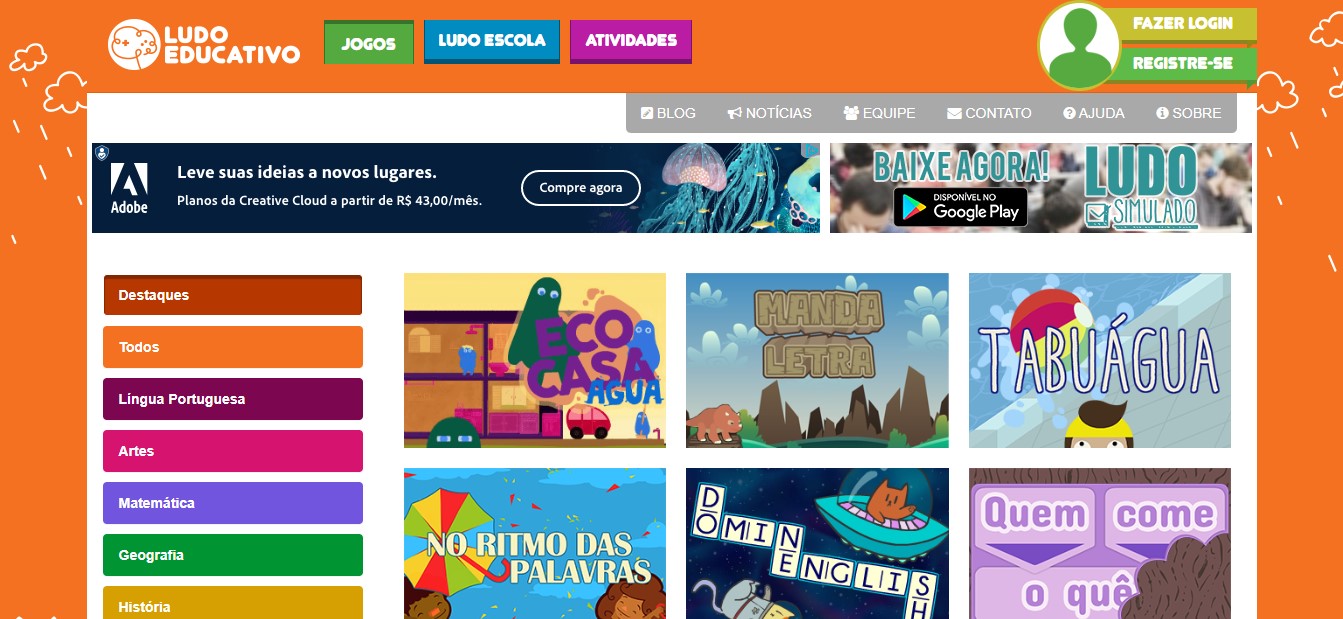 LUDO
EDUCATIVO
JOGOS
LUDO ESCOLA
ATIVIDADES
FAZER LOGIN
REGISTRE-SE
BLOG
NOTÍCIAS
EQUIPE
CONTATO
AJUDA
SOBRE
Adobe
Leve suas ideias a novos lugares.
Planos da Creative Cloud a partir de R$ 43,00/mês.
Compre agora
BAIXE AGORA!
DISPONÍVEL NO
Google Play
LUDO
SIMULADO
Destaques
Todos
Língua Portuguesa
Artes
Matemática
Geografia
História
ECO
CASA
AGUA
MANDA
LETRA
TABUÁGUA
NO RITMO DAS
PALAVRAS
DOMINENGLISH
Quem come
o quê